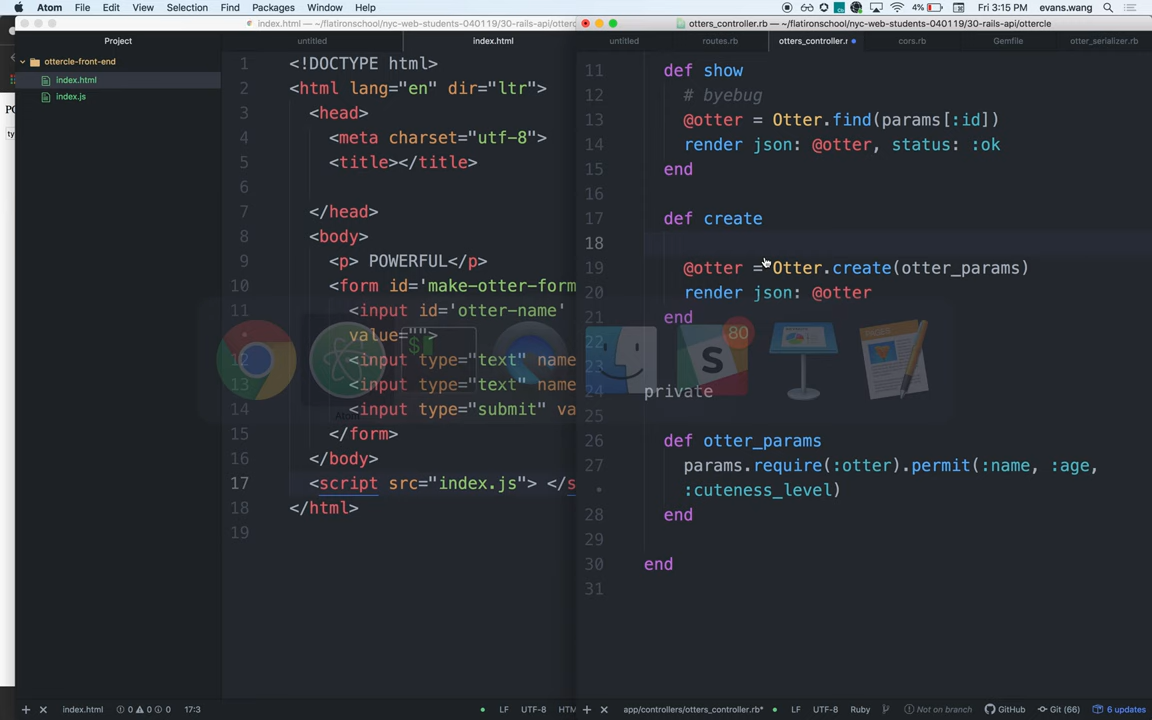 Atom File Edit View Selection Find Packages Window Help
4% Fri 3:15 PM evans.wang
index.html — ~/flatironschool/nyc-web-students-040119/30-rails-api/otterc
otters_controller.rb — ~/flatironschool/nyc-web-students-040119/30-rails-api/ottercle
Project
untitled
index.html
untitled
routes.rb
otters_controller.r
cors.rb
Gemfile
otter_serializer.rb
ottercle-front-end
index.html
index.js
1 <!DOCTYPE html>
2 <html lang="en" dir="ltr">
3 <head>
4 <meta charset="utf-8">
5 <title></title>
6
7 </head>
8 <body>
9 <p> POWERFUL</p>
10 <form id='make-otter-form
11 <input id='otter-name'
value="">
12 <input type="text" name
13 <input type="text" name
14 <input type="submit" va
15 </form>
16 </body>
17 <script src="index.js"> </s
18 </html>
19
11 def show
12 # byebug
13 @otter = Otter.find(params[:id])
14 render json: @otter, status: :ok
15 end
16
17 def create
18
19 @otter = Otter.create(otter_params)
20 render json: @otter
21 end
22
23
24 private
25
26 def otter_params
27 params.require(:otter).permit(:name, :age,
:cuteness_level)
28 end
29
30 end
31
80
Atom
index.html 0 0 0 17:3
LF UTF-8 HTM
app/controllers/otters_controller.rb* LF UTF-8 Ruby Not on branch GitHub Git (66) 6 updates